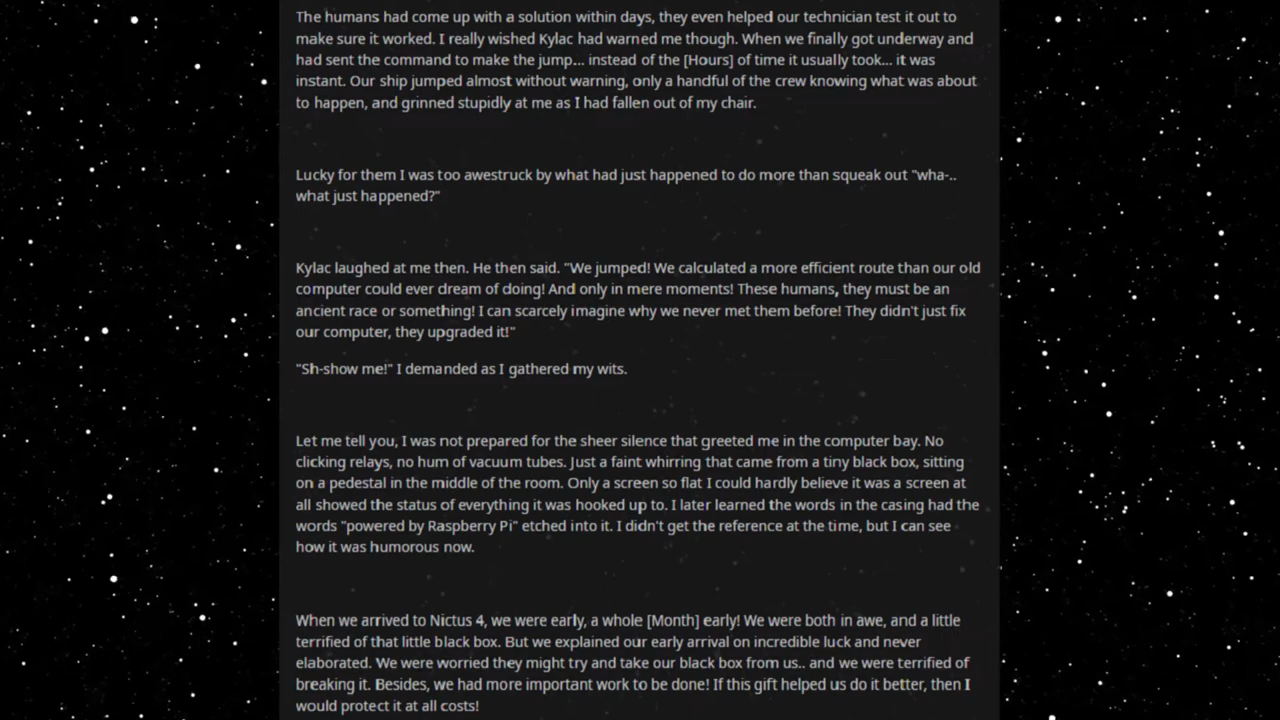 The humans had come up with a solution within days, they even helped our technician test it out to
make sure it worked. I really wished Kylac had warned me though. When we finally got underway and
had sent the command to make the jump... instead of the [Hours] of time it usually took... it was
instant. Our ship jumped almost without warning, only a handful of the crew knowing what was about
to happen, and grinned stupidly at me as I had fallen out of my chair.
Lucky for them I was too awestruck by what had just happened to do more than squeak out "wha-..
what just happened?"
Kylac laughed at me then. He then said. "We jumped! We calculated a more efficient route than our old
computer could ever dream of doing! And only in mere moments! These humans, they must be an
ancient race or something! I can scarcely imagine why we never met them before! They didn't just fix
our computer, they upgraded it!"
"Sh-show me!" I demanded as I gathered my wits.
Let me tell you, I was not prepared for the sheer silence that greeted me in the computer bay. No
clicking relays, no hum of vacuum tubes. Just a faint whirring that came from a tiny black box, sitting
on a pedestal in the middle of the room. Only a screen so flat I could hardly believe it was a screen at
all showed the status of everything it was hooked up to. I later learned the words in the casing had the
words "powered by Raspberry Pi" etched into it. I didn't get the reference at the time, but I can see
how it was humorous now.
When we arrived to Nictus 4, we were early, a whole [Month] early! We were both in awe, and a little
terrified of that little black box. But we explained our early arrival on incredible luck and never
elaborated. We were worried they might try and take our black box from us.. and we were terrified of
breaking it. Besides, we had more important work to be done! If this gift helped us do it better, then I
would protect it at all costs!